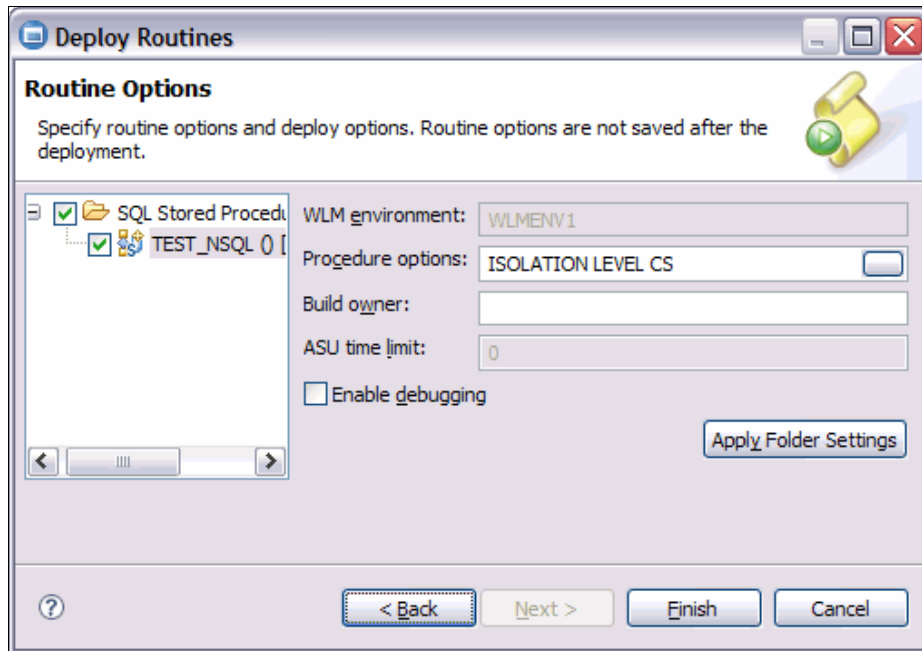 Deploy Routines
Routine Options
Specify routine options and deploy options. Routine options are not saved after the
deployment.
SQL Stored Procedu
TEST_NSQL () [
WLM environment:
WLMENV1
Procedure options:
ISOLATION LEVEL CS
Build owner:
ASU time limit:
0
Enable debugging
Apply Folder Settings
?
< Back
Next >
Finish
Cancel